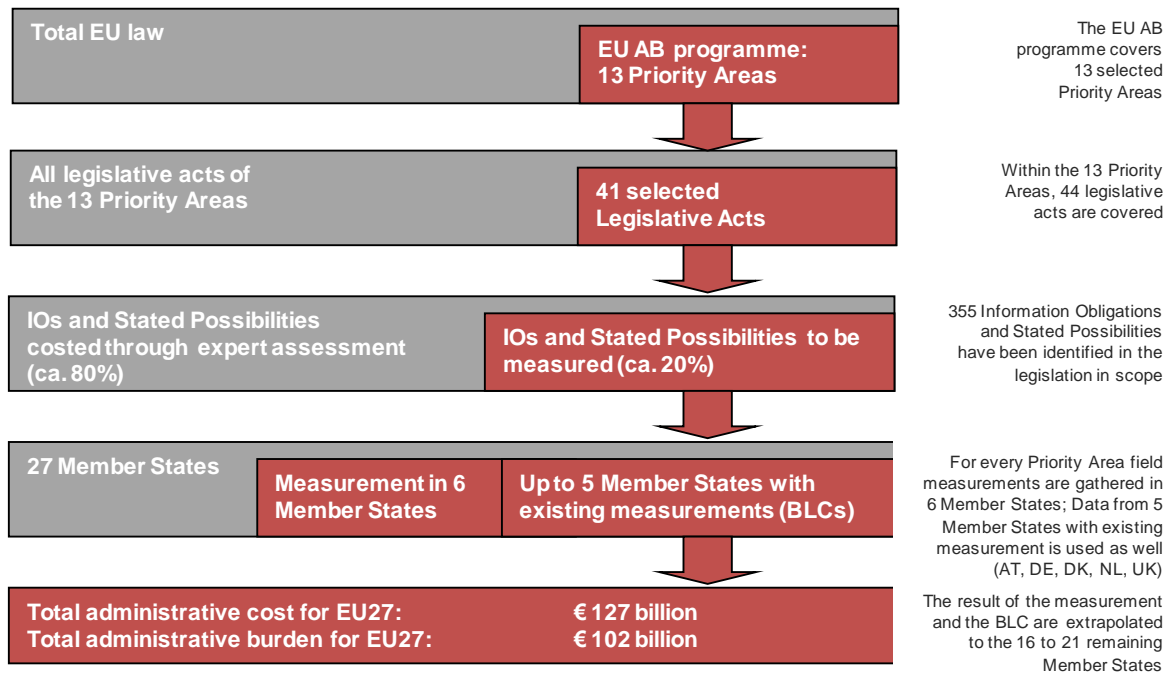 Total EU law
EU AB programme:
13 Priority Areas
The EU AB
programme covers
13 selected
Priority Areas
All legislative acts of
the 13 Priority Areas
41 selected
Legislative Acts
Within the 13 Priority
Areas, 44 legislative
acts are covered
IOs and Stated Possibilities
costed through expert assessment
(ca. 80%)
IOs and Stated Possibilities to be
measured (ca. 20%)
355 Information Obligations
and Stated Possibilities
have been identified in the
legislation in scope
27 Member States
Measurement in 6
Member States
Up to 5 Member States with
existing measurements (BLCs)
For every Priority Area field
measurements are gathered in
6 Member States; Data from 5
Member States with existing
measurement is used as well
(AT, DE, DK, NL, UK)
Total administrative cost for EU27: € 127 billion
Total administrative burden for EU27: € 102 billion
The result of the measurement
and the BLC are extrapolated
to the 16 to 21 remaining
Member States